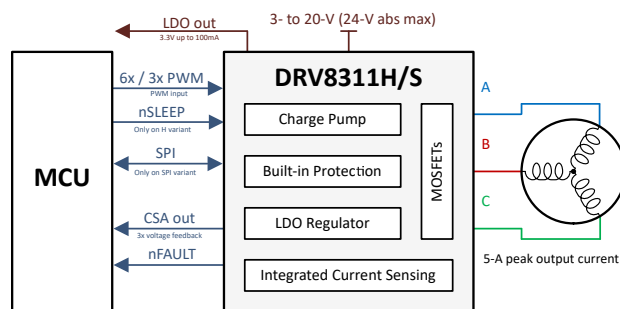 LDO out
3.3V up to 100mA
3- to 20-V (24-V abs max)
MCU
6x / 3x PWM
PWM input
nSLEEP
Only on H variant
SPI
Only on SPI variant
CSA out
3x voltage feedback
nFAULT
DRV8311H/S
Charge Pump
Built-in Protection
LDO Regulator
Integrated Current Sensing
MOSFETs
A
B
C
5-A peak output current